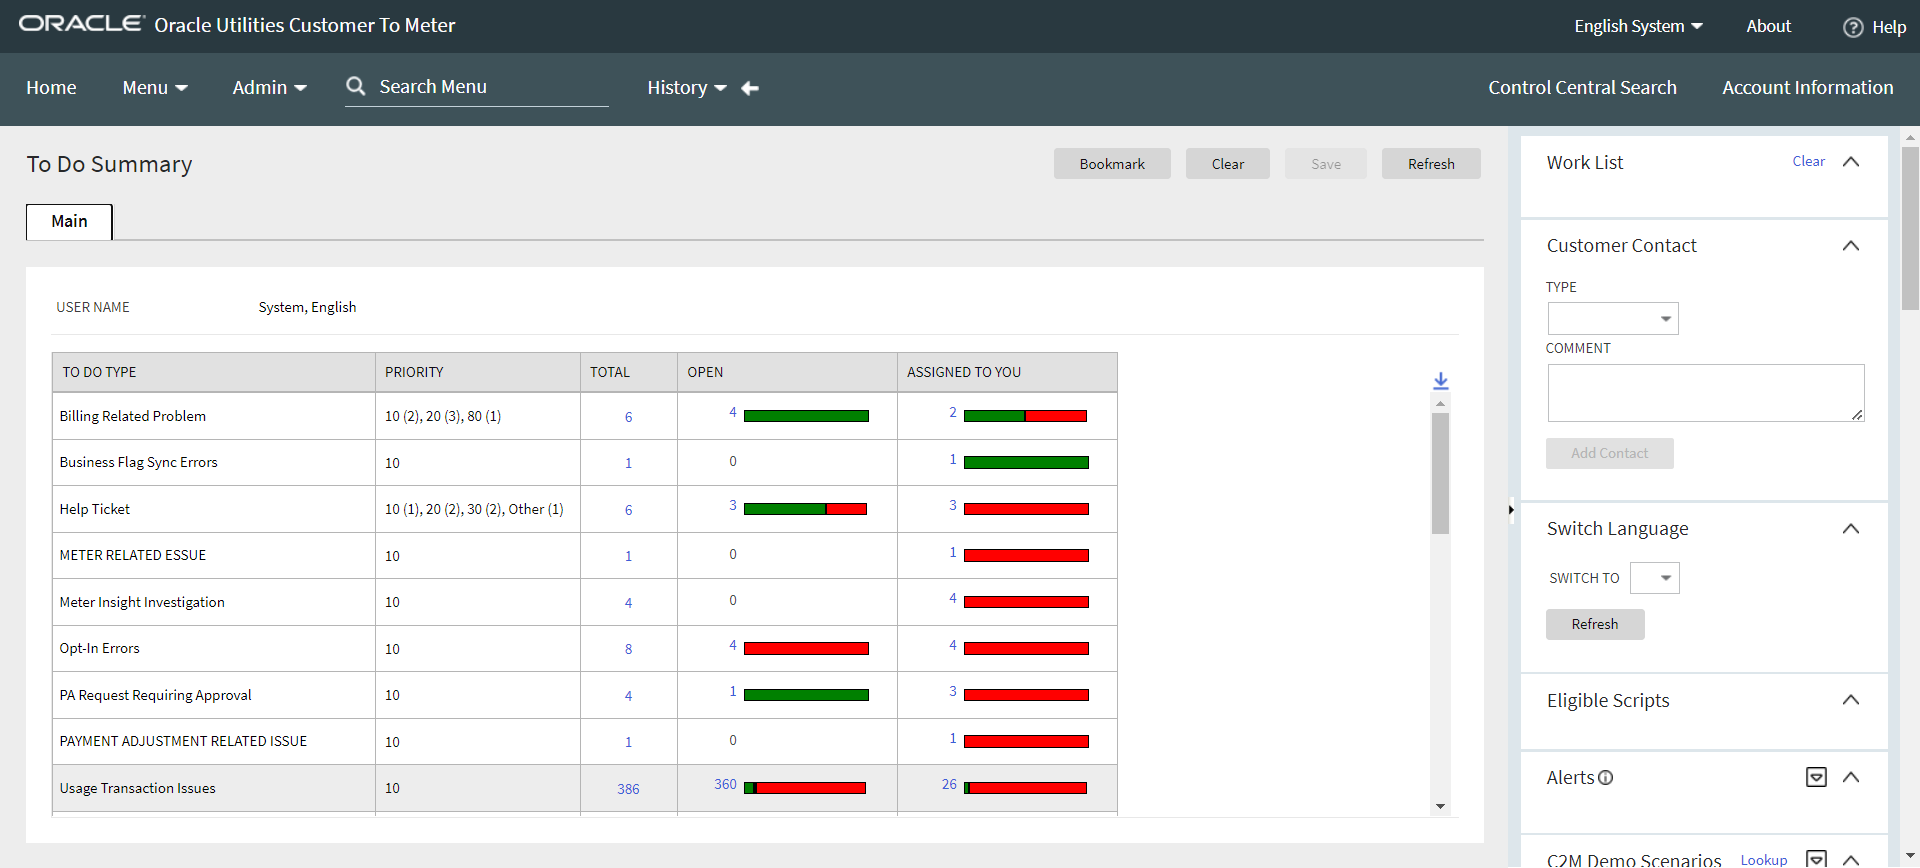 ORACLE Oracle Utilities Customer To Meter
English System About ? Help
Home Menu Admin Search Menu History Control Central Search Account Information
To Do Summary Bookmark Clear Save Refresh
Main
USER NAME System, English
TO DO TYPE PRIORITY TOTAL OPEN ASSIGNED TO YOU
Billing Related Problem 10 (2), 20 (3), 80 (1) 6 4 2
Business Flag Sync Errors 10 1 0 1
Help Ticket 10 (1), 20 (2), 30 (2), Other (1) 6 3 3
METER RELATED ESSUE 10 1 0 1
Meter Insight Investigation 10 4 0 4
Opt-In Errors 10 8 4 4
PA Request Requiring Approval 10 4 1 3
PAYMENT ADJUSTMENT RELATED ISSUE 10 1 0 1
Usage Transaction Issues 10 386 360 26
Work List Clear
Customer Contact
TYPE
COMMENT
Add Contact
Switch Language
SWITCH TO
Refresh
Eligible Scripts
Alerts
C2M Demo Scenarios Lookup